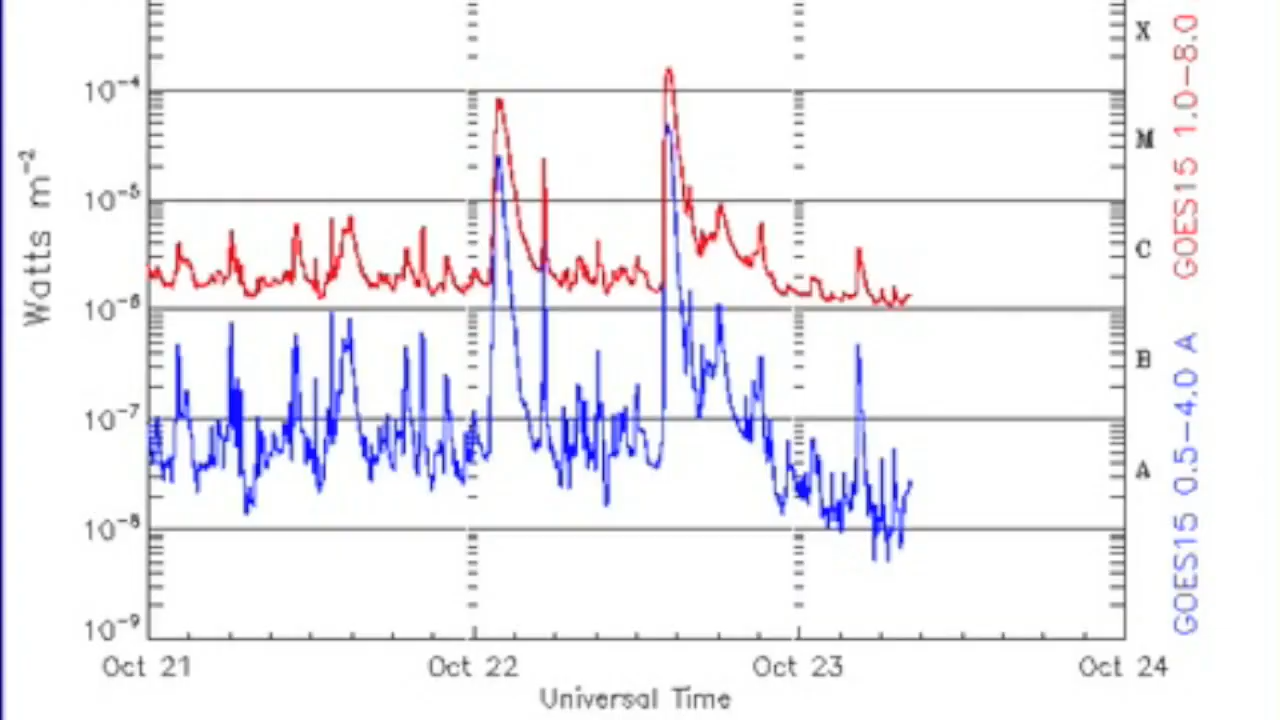 X
10⁻⁴
M
10⁻⁵
C
10⁻⁶
B
10⁻⁷
A
10⁻⁸
10⁻⁹
Watts m⁻²
GOES15 1.0-8.0
GOES15 0.5-4.0 A
Oct 21 Oct 22 Oct 23 Oct 24
Universal Time